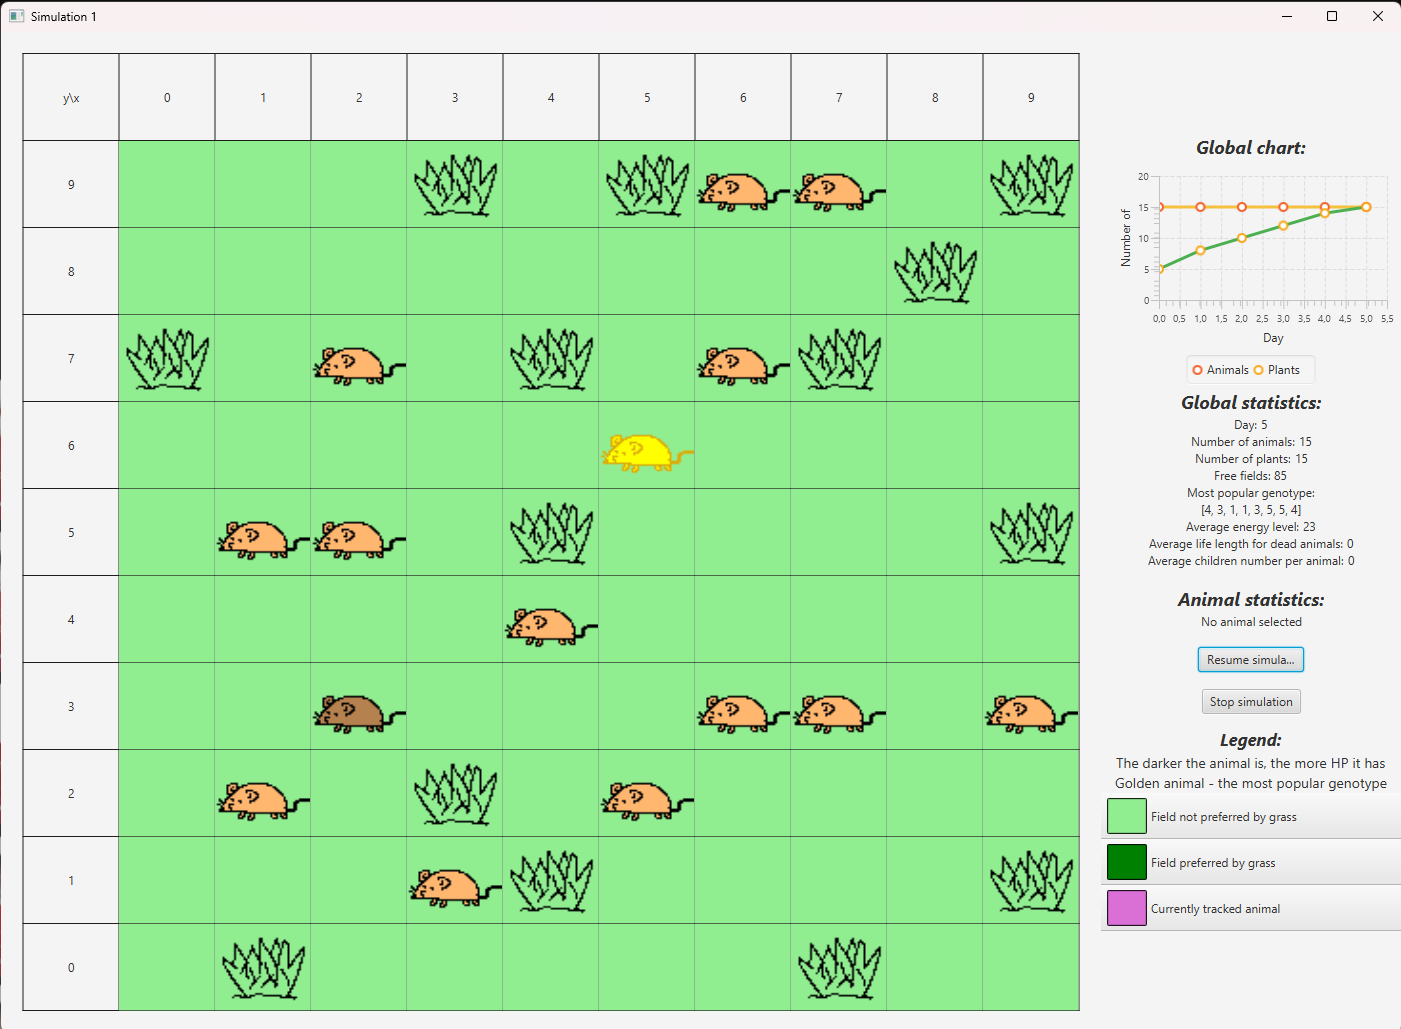 Simulation 1
y\x 0 1 2 3 4 5 6 7 8 9
9
8
7
6
5
4
3
2
1
0
Global chart:
20
15
10
5
0
Number of
0,0 0,5 1,0 1,5 2,0 2,5 3,0 3,5 4,0 4,5 5,0 5,5
Day
Animals Plants
Global statistics:
Day: 5
Number of animals: 15
Number of plants: 15
Free fields: 85
Most popular genotype:
[4, 3, 1, 1, 3, 5, 5, 4]
Average energy level: 23
Average life length for dead animals: 0
Average children number per animal: 0
Animal statistics:
No animal selected
Resume simula...
Stop simulation
Legend:
The darker the animal is, the more HP it has
Golden animal - the most popular genotype
Field not preferred by grass
Field preferred by grass
Currently tracked animal